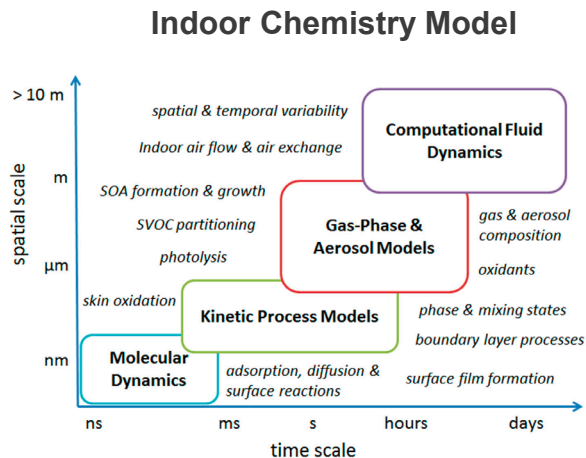 Indoor Chemistry Model
> 10 m
spatial & temporal variability
Computational Fluid
Dynamics
Indoor air flow & air exchange
m
SOA formation & growth
SVOC partitioning
photolysis
Gas-Phase &
Aerosol Models
gas & aerosol
composition
oxidants
spatial scale
µm
skin oxidation
Kinetic Process Models
phase & mixing states
boundary layer processes
nm
Molecular
Dynamics
adsorption, diffusion &
surface reactions
surface film formation
ns
ms
s
hours
days
time scale